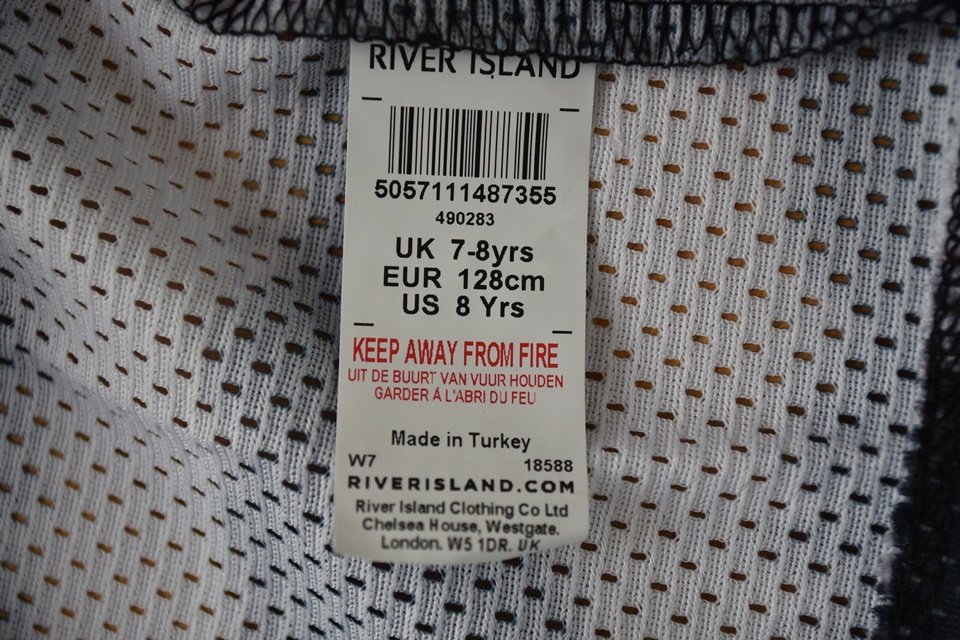 RIVER ISLAND
5057111487355
490283
UK 7-8yrs
EUR 128cm
US 8 Yrs
KEEP AWAY FROM FIRE
UIT DE BUURT VAN VUUR HOUDEN
GARDER À L'ABRI DU FEU
Made in Turkey
W7 18588
RIVERISLAND.COM
River Island Clothing Co Ltd
Chelsea House, Westgate.
London. W5 1DR. UK